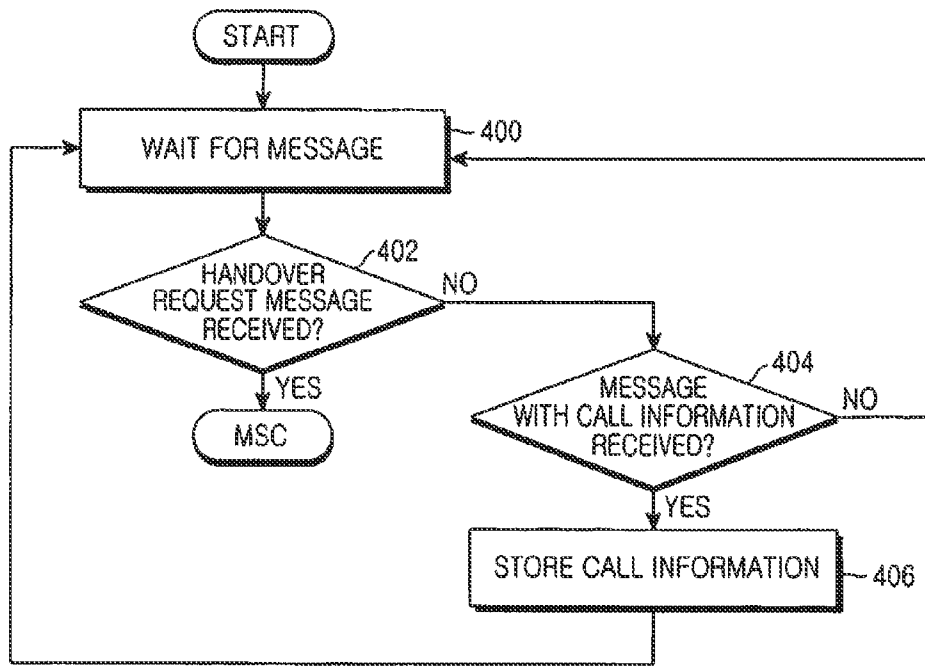 START
WAIT FOR MESSAGE
400
HANDOVER
REQUEST MESSAGE
RECEIVED?
402
NO
YES
MSC
MESSAGE
WITH CALL INFORMATION
RECEIVED?
404
NO
YES
STORE CALL INFORMATION
406